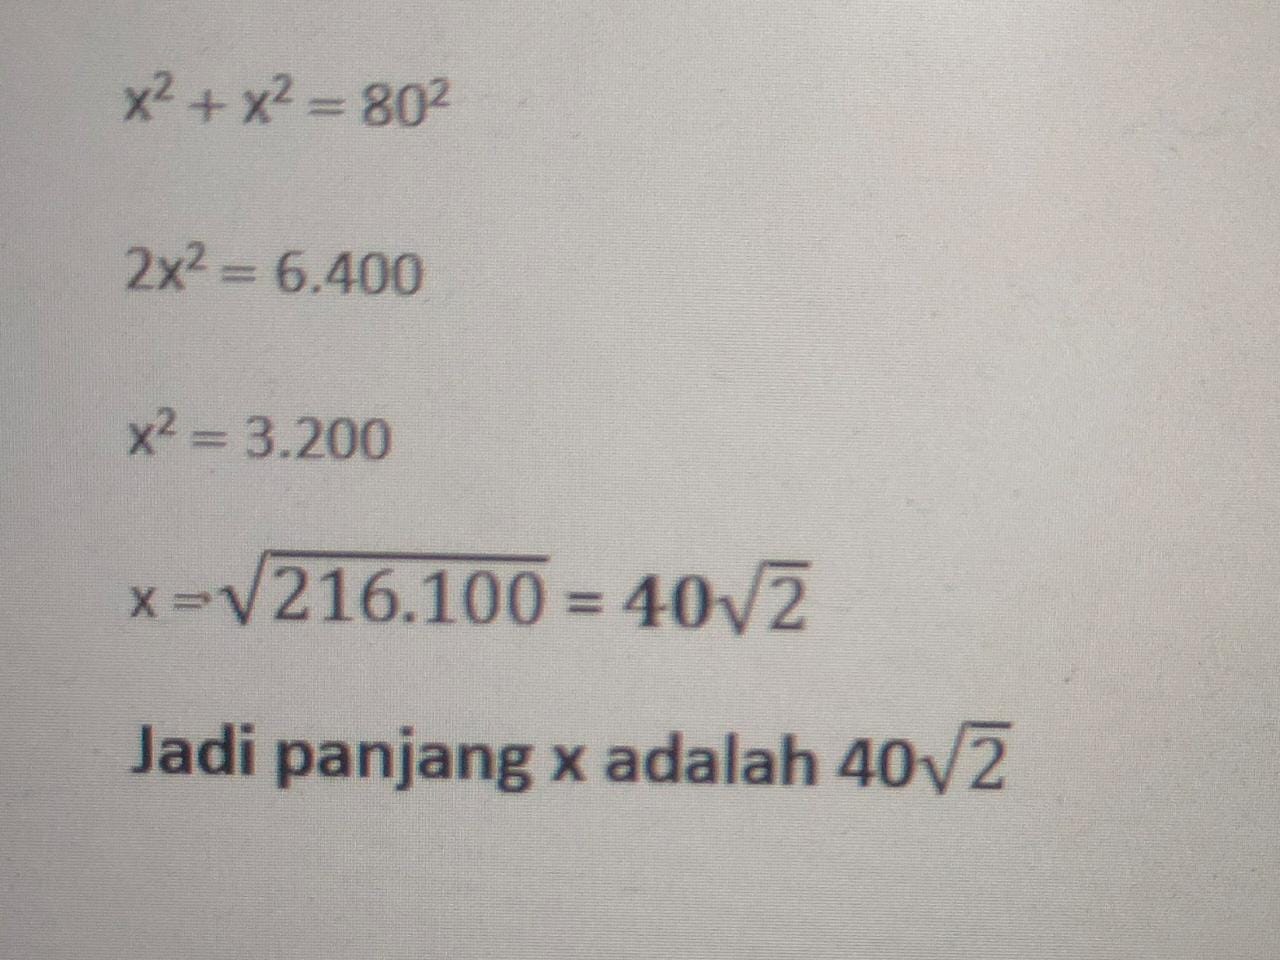 x² + x² = 80²
2x² = 6.400
x² = 3.200
x = √216.100 = 40√2
Jadi panjang x adalah 40√2